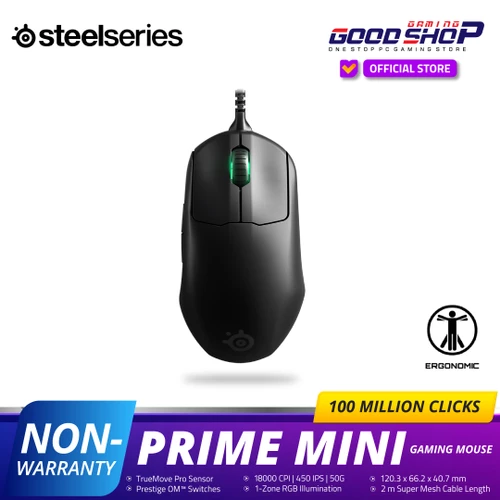 steelseries
GAMING
GOODSHOP
ONE STOP PC GAMING STORE
OFFICIAL STORE
ERGONOMIC
100 MILLION CLICKS
NON-
WARRANTY
PRIME MINI
GAMING MOUSE
TrueMove Pro Sensor
Prestige OM™ Switches
18000 CPI | 450 IPS | 50G
1-Zone RGB Illumination
120.3 x 66.2 x 40.7 mm
2 m Super Mesh Cable Length